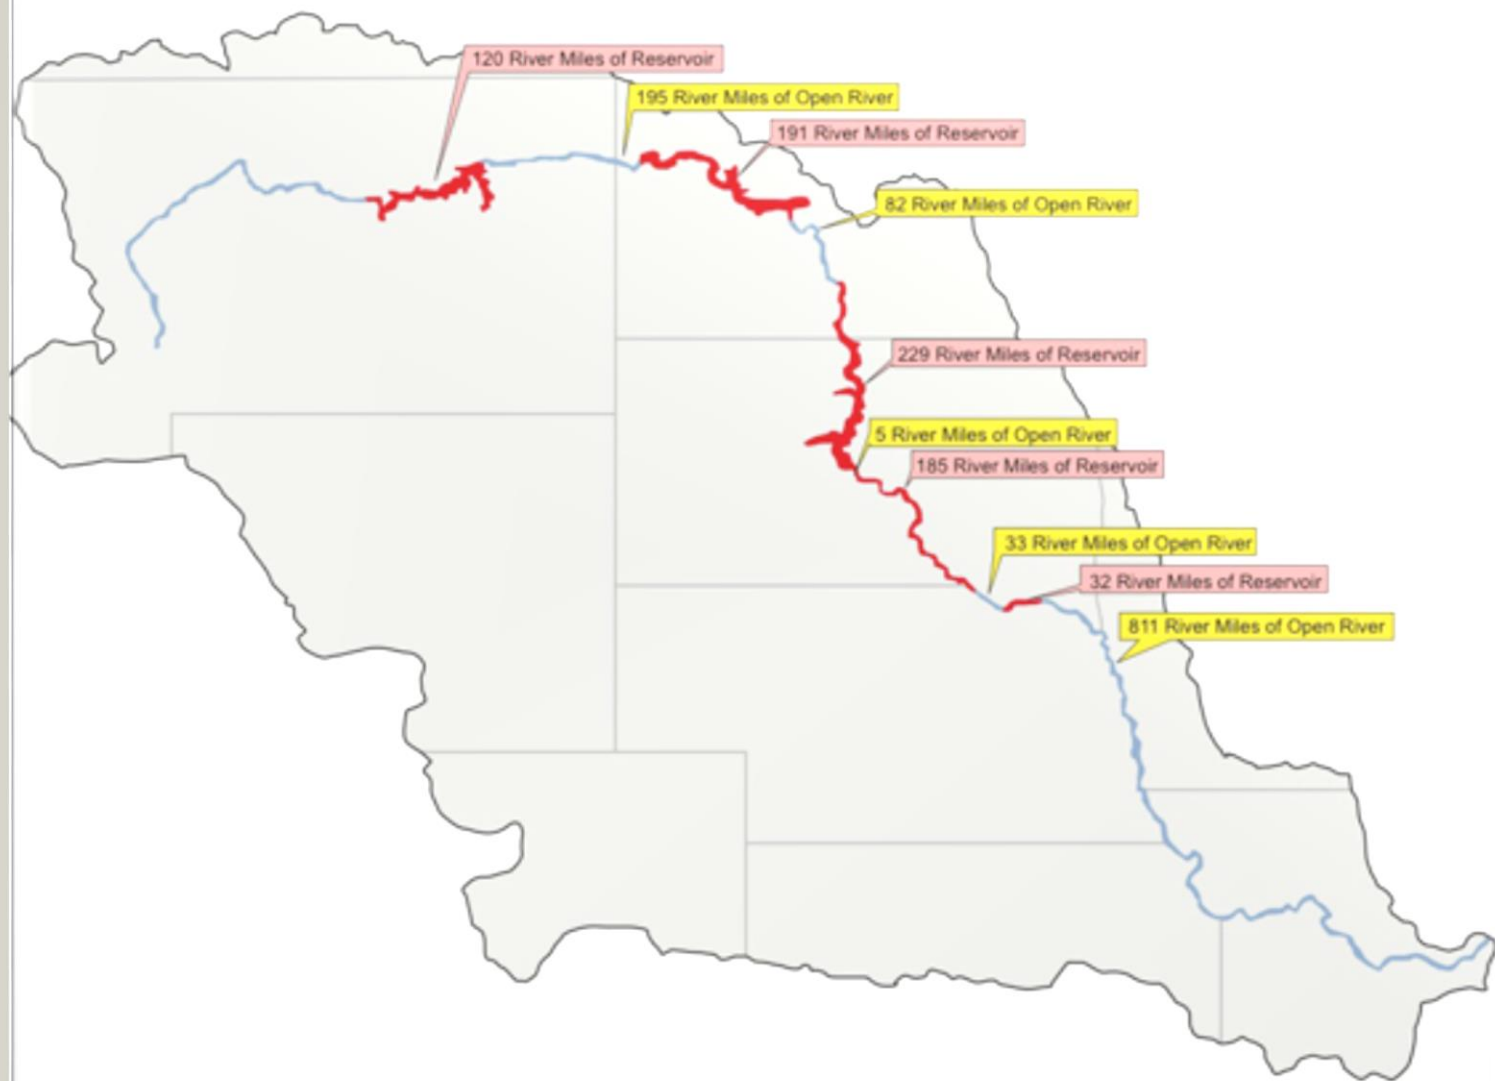 120 River Miles of Reservoir
195 River Miles of Open River
191 River Miles of Reservoir
82 River Miles of Open River
229 River Miles of Reservoir
5 River Miles of Open River
185 River Miles of Reservoir
33 River Miles of Open River
32 River Miles of Reservoir
811 River Miles of Open River